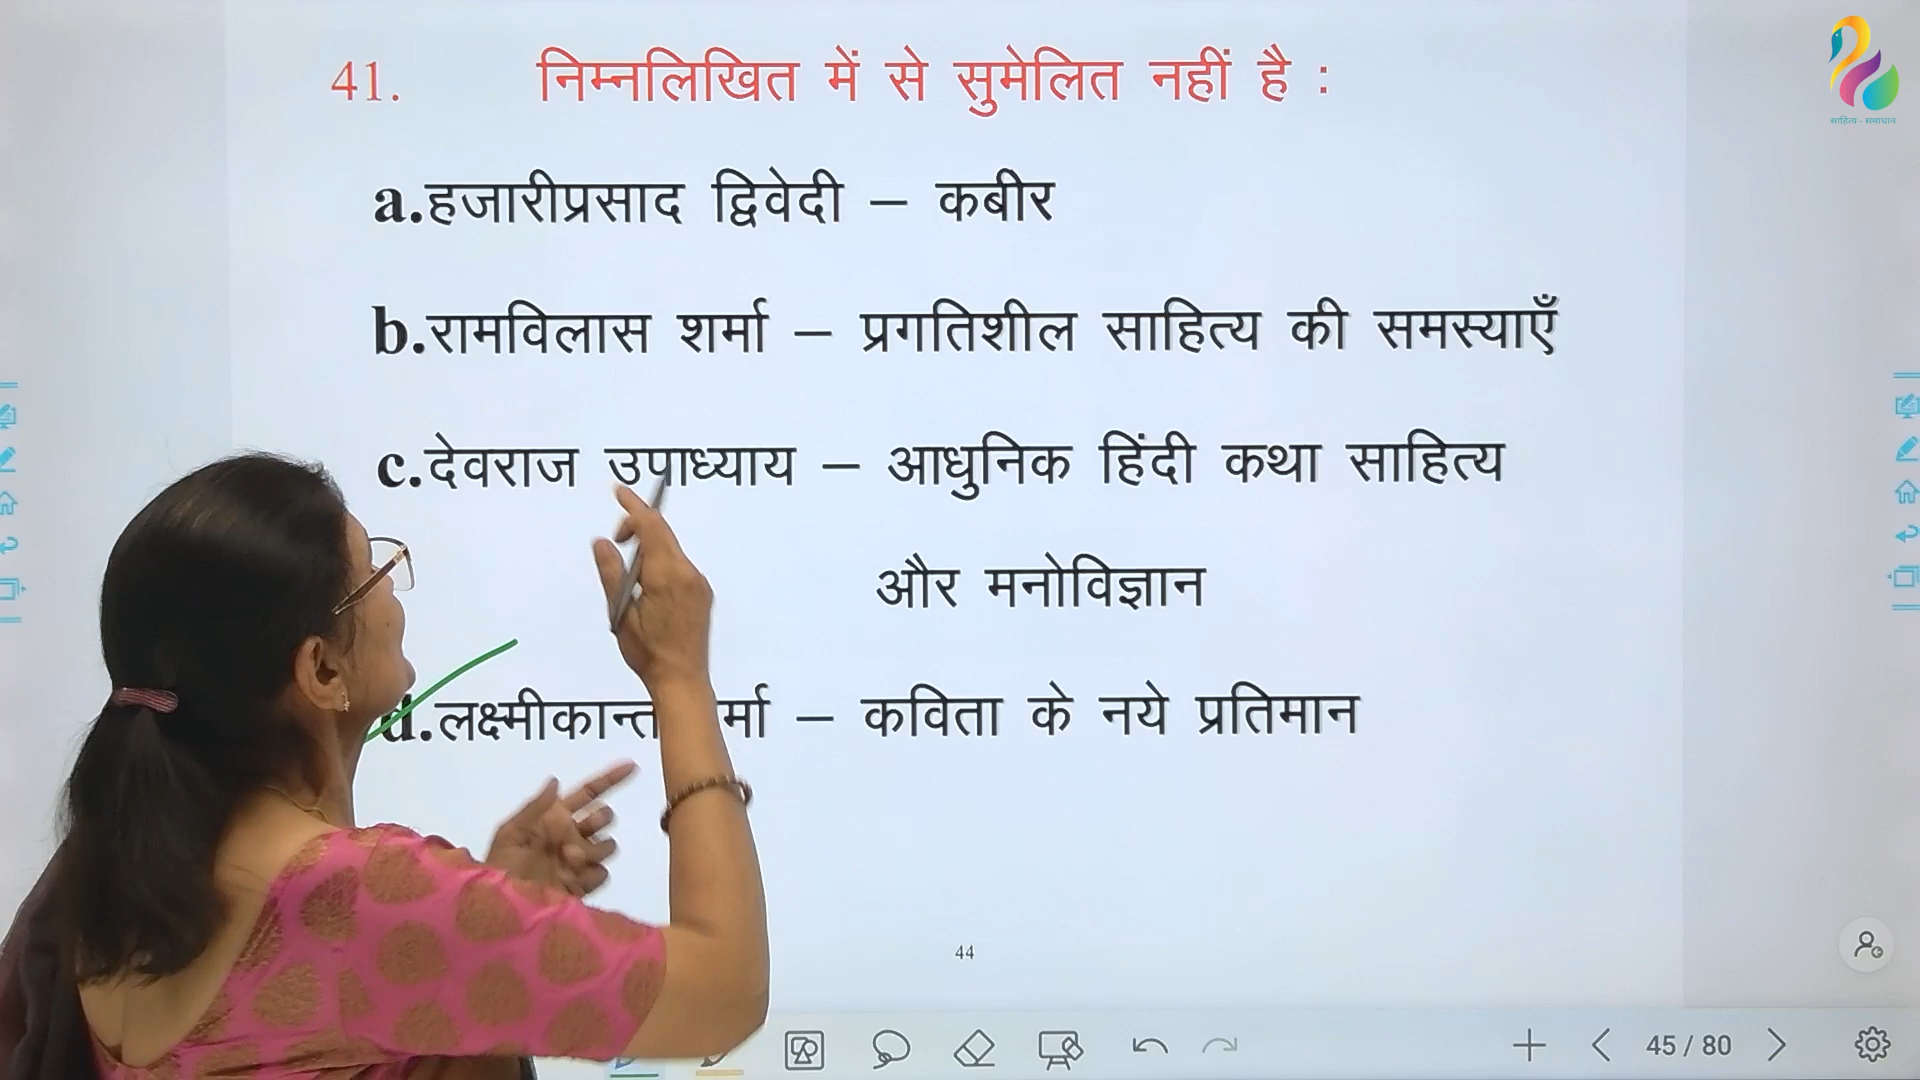 साहित्य - समाधान
41. निम्नलिखित में से सुमेलित नहीं है :
a.हजारीप्रसाद द्विवेदी – कबीर
b.रामविलास शर्मा – प्रगतिशील साहित्य की समस्याएँ
c.देवराज उपाध्याय – आधुनिक हिंदी कथा साहित्य
और मनोविज्ञान
d.लक्ष्मीकान्त – कविता के नये प्रतिमान
44
45 / 80